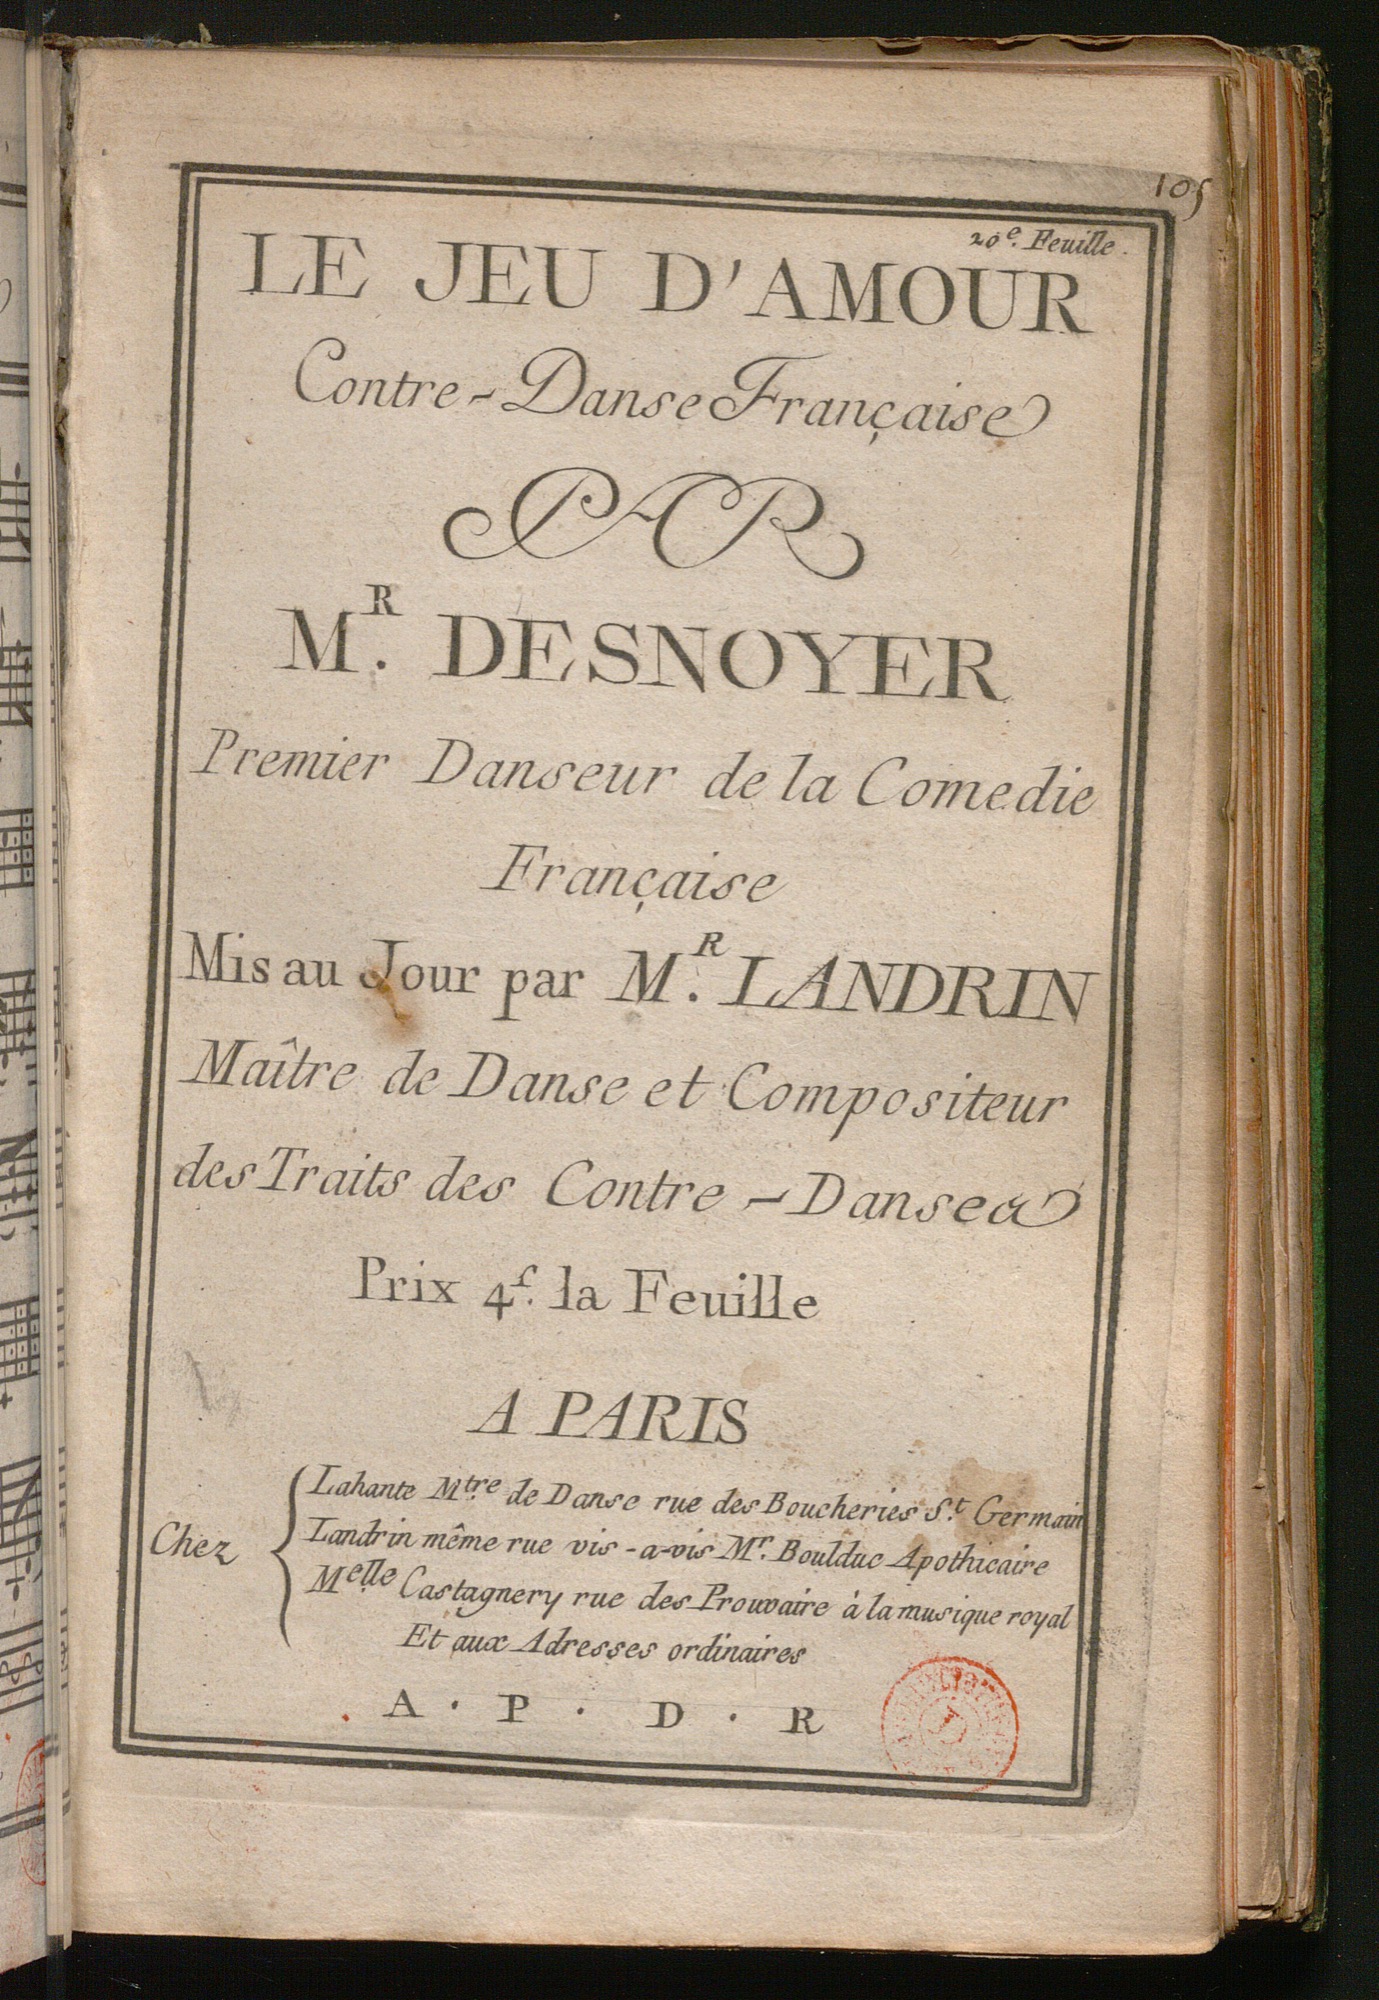 105
20e. Feuille.
LE JEU D'AMOUR
Contre-Danse Française
PAR
MR. DESNOYER
Premier Danseur de la Comedie
Française
Mis au Jour par MR. LANDRIN
Maître de Danse et Compositeur
des Traits des Contre-Danses
Prix 4f. la Feuille
A PARIS
Chez
Lahante Mtre. de Danse rue des Boucheries St. Germain
Landrin même rue vis-a-vis Mr. Boulduc Apothicaire
Melle Castagnery rue des Prouvaire à la musique royal
Et aux Adresses ordinaires
A · P · D · R